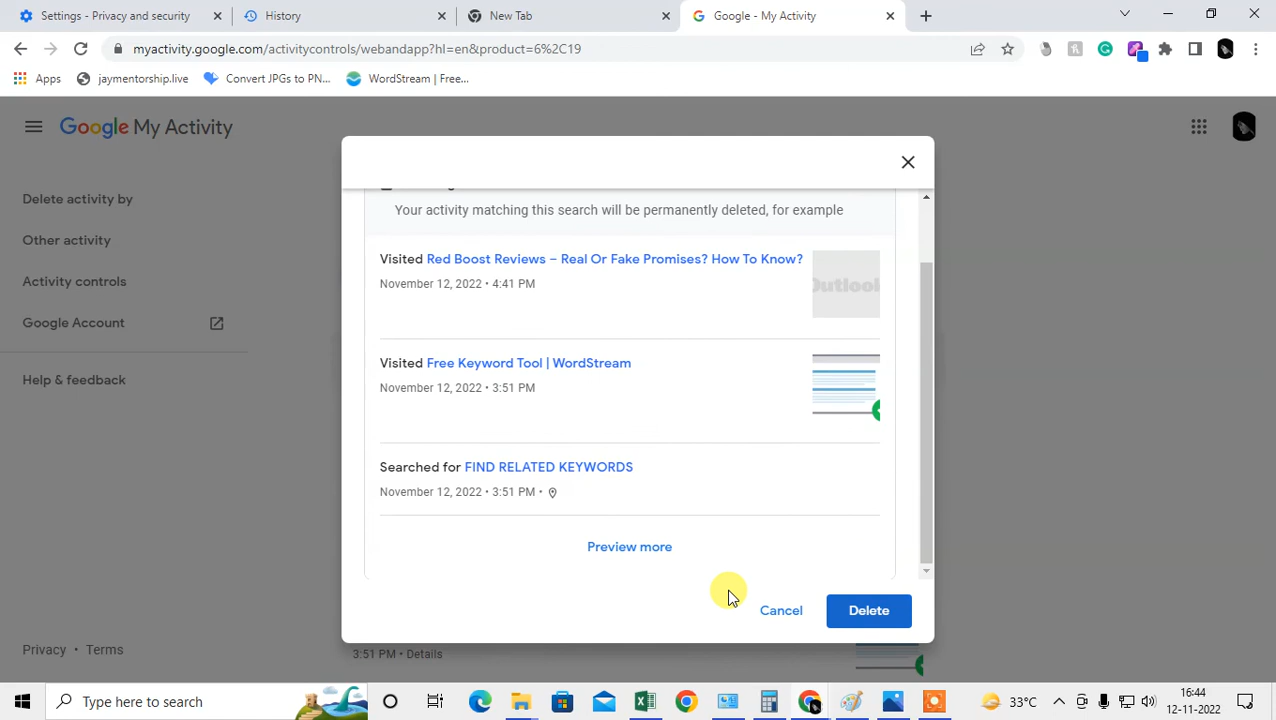 Settings - Privacy and security
History
New Tab
Google - My Activity
myactivity.google.com/activitycontrols/webandapp?hl=en&product=6%2C19
Apps
jaymentorship.live
Convert JPGs to PN...
WordStream | Free...
Google My Activity
Delete activity by
Other activity
Activity controls
Google Account
Help & feedback
Privacy • Terms
Your activity matching this search will be permanently deleted, for example
Visited Red Boost Reviews – Real Or Fake Promises? How To Know?
November 12, 2022 • 4:41 PM
Outlook
Visited Free Keyword Tool | WordStream
November 12, 2022 • 3:51 PM
Searched for FIND RELATED KEYWORDS
November 12, 2022 • 3:51 PM •
Preview more
Cancel
Delete
3:51 PM • Details
Type here to search
33°C
16:44
12-11-2022